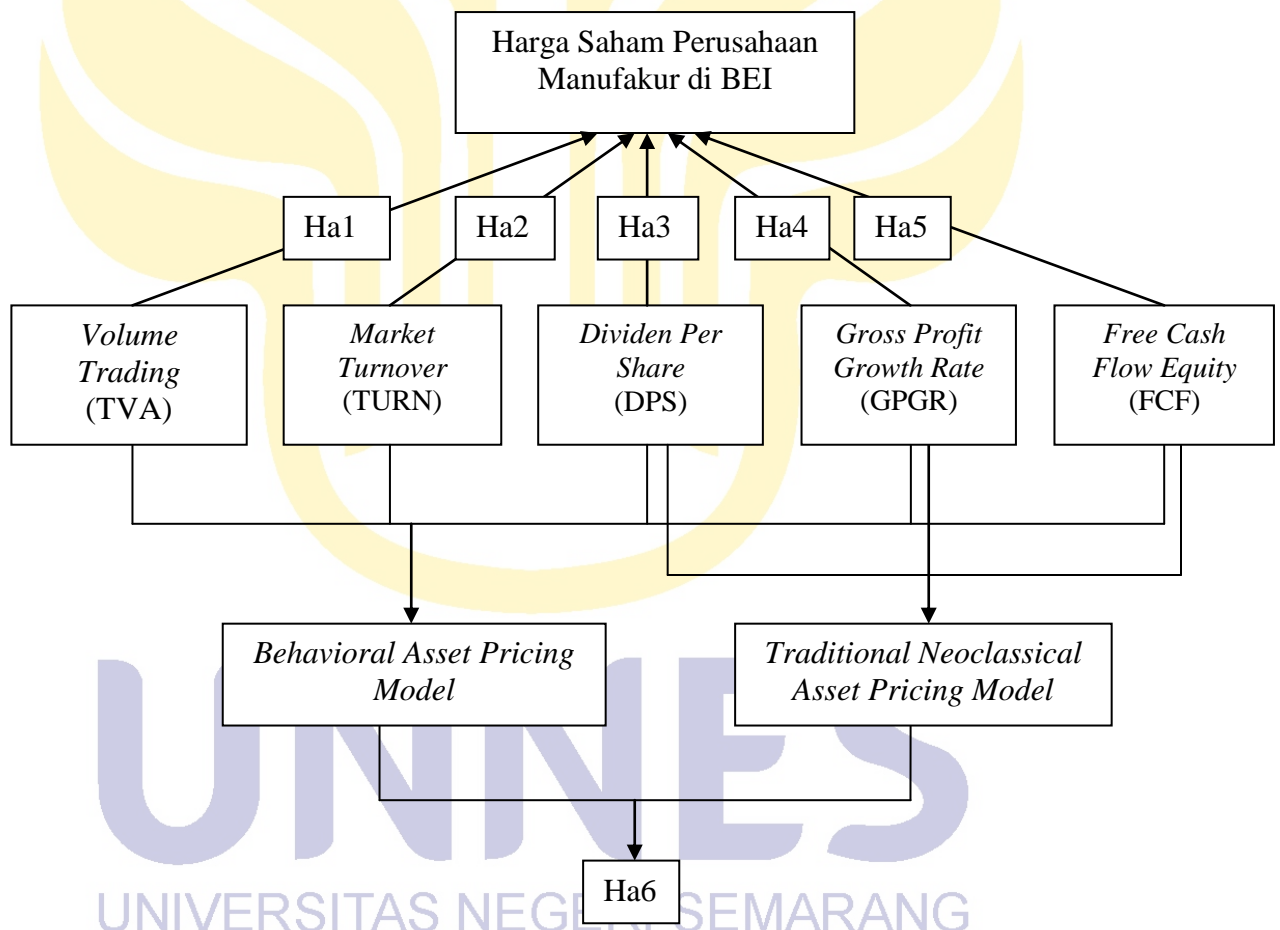 Harga Saham Perusahaan
Manufakur di BEI
Ha1
Ha2
Ha3
Ha4
Ha5
Volume
Trading
(TVA)
Market
Turnover
(TURN)
Dividen Per
Share
(DPS)
Gross Profit
Growth Rate
(GPGR)
Free Cash
Flow Equity
(FCF)
Behavioral Asset Pricing
Model
Traditional Neoclassical
Asset Pricing Model
UNNES
Ha6
UNIVERSITAS NEGERI SEMARANG